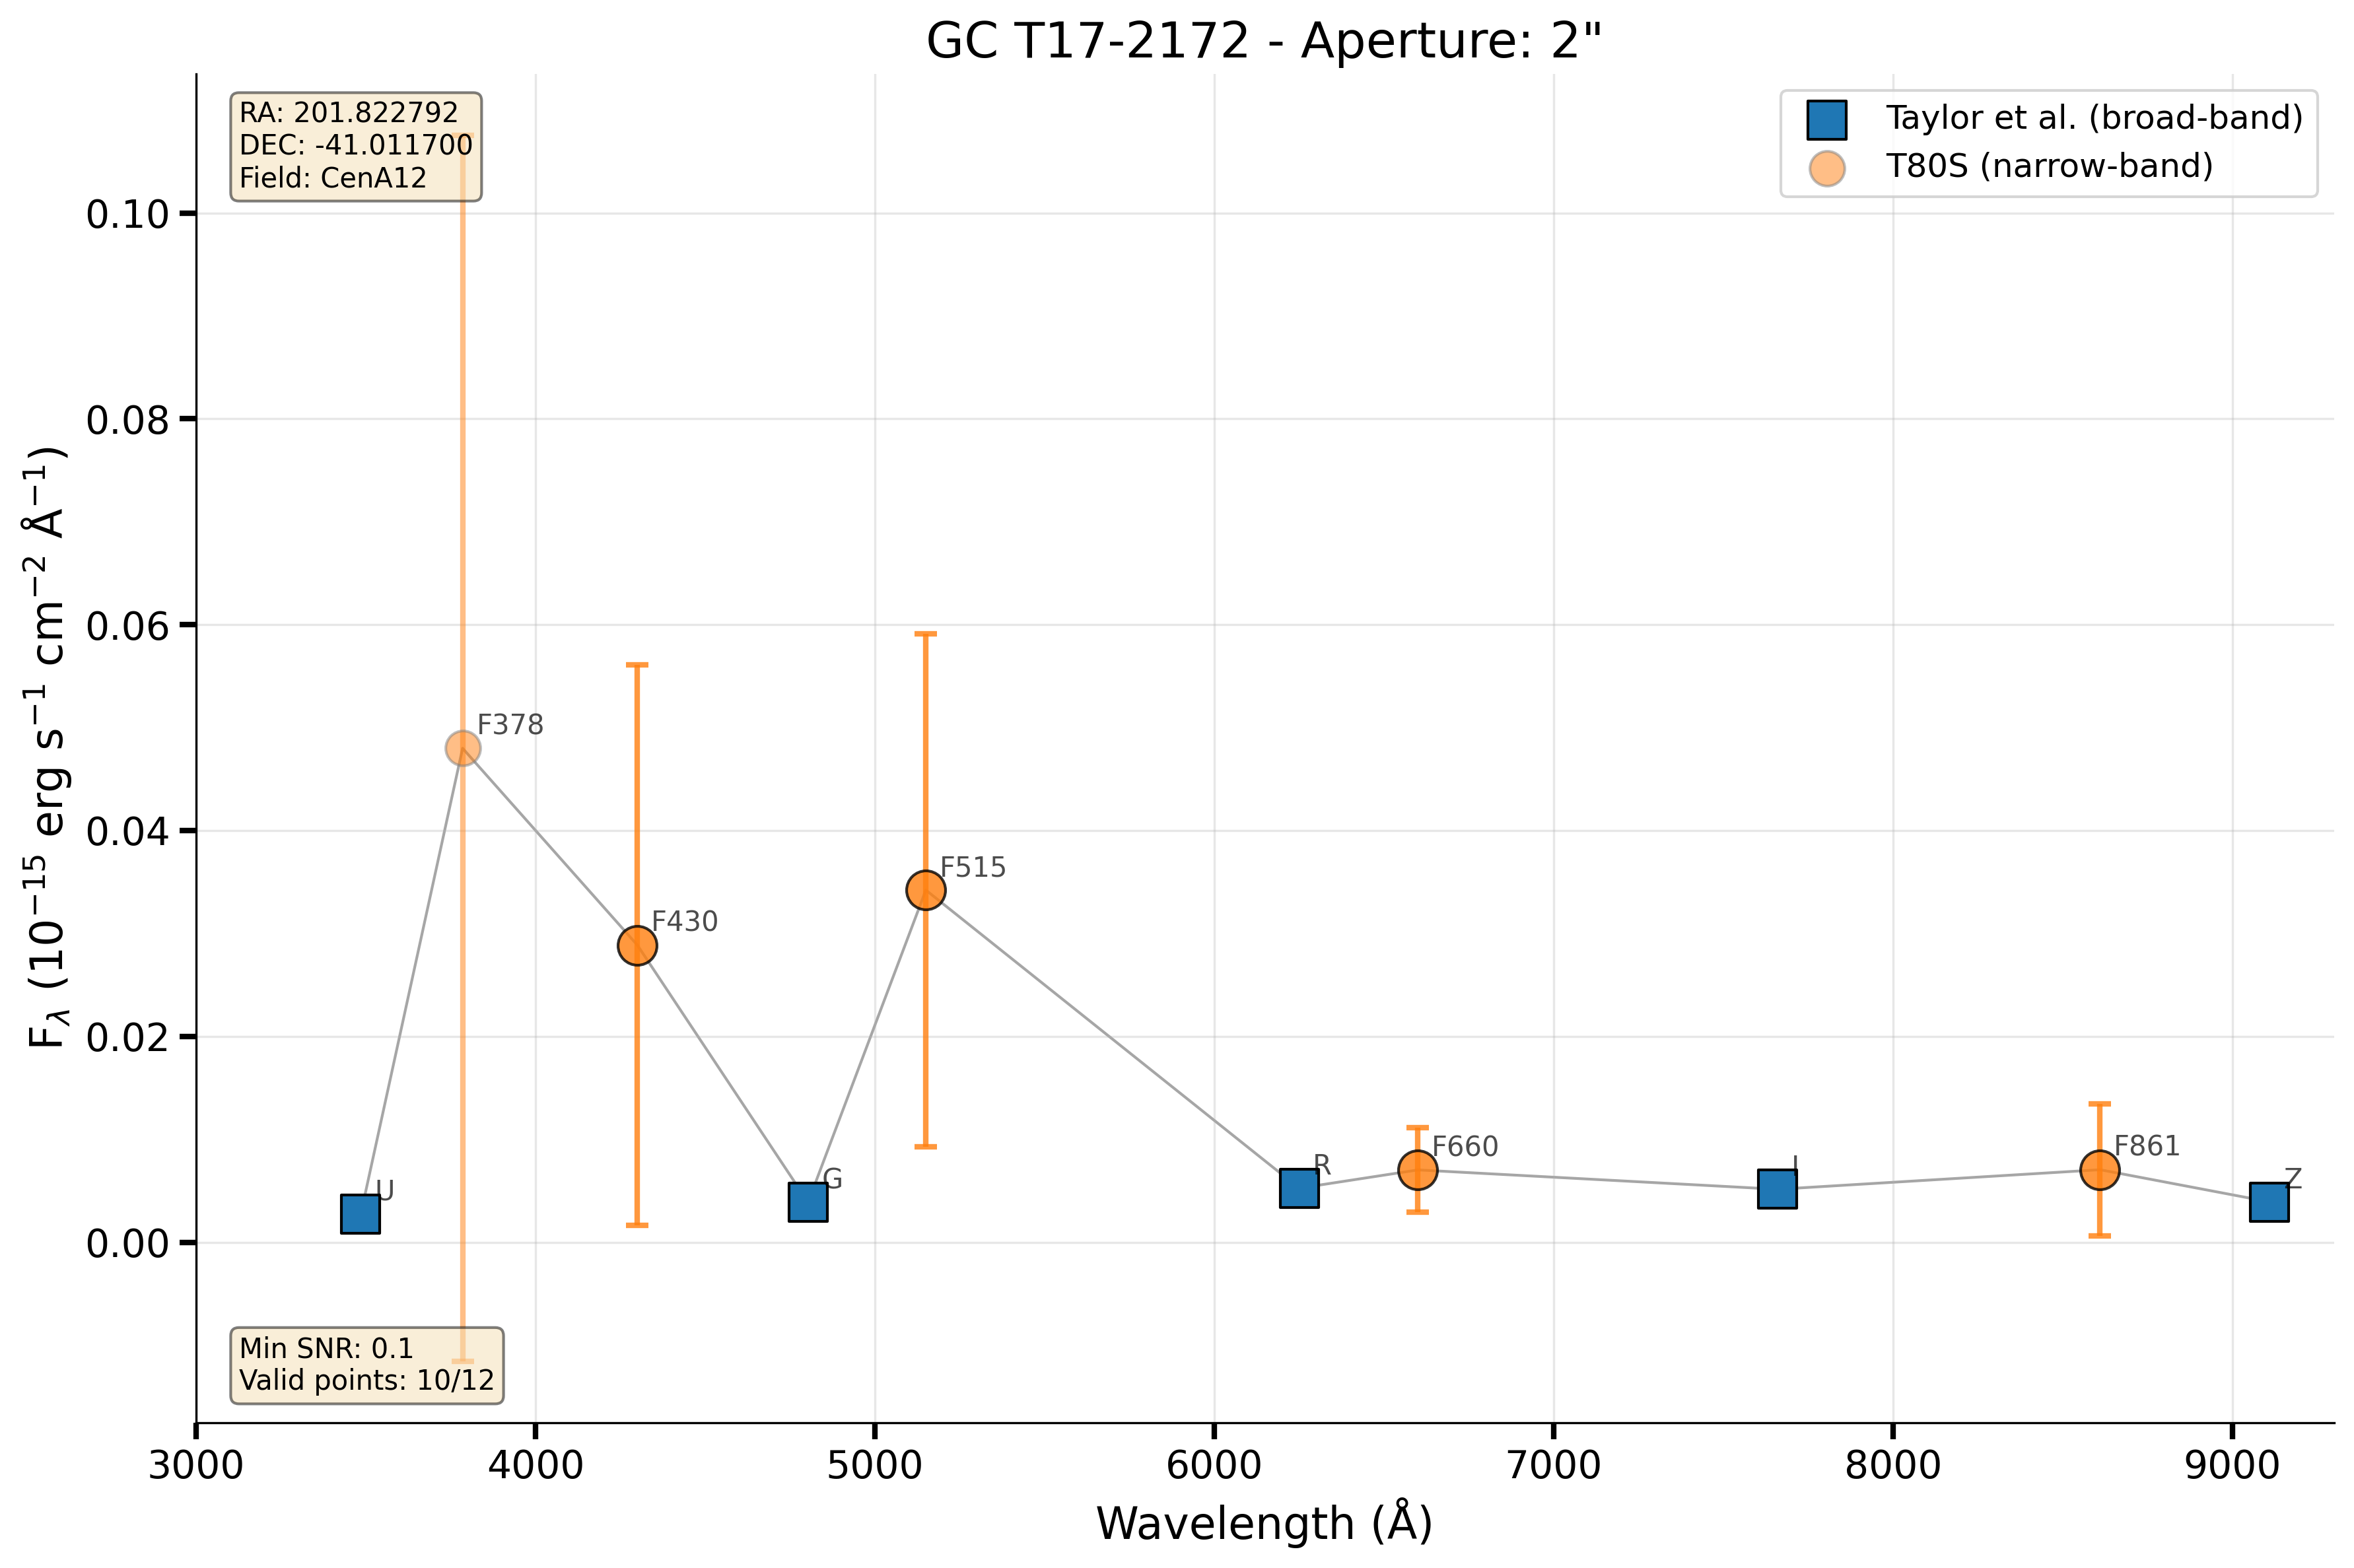 GC T17-2172 - Aperture: 2"
RA: 201.822792
DEC: -41.011700
Field: CenA12
Taylor et al. (broad-band)
T80S (narrow-band)
0.10
0.08
0.06
0.04
0.02
0.00
F_λ (10⁻¹⁵ erg s⁻¹ cm⁻² Å⁻¹)
F378
F515
F430
F660
F861
R
I
Z
G
U
Min SNR: 0.1
Valid points: 10/12
3000 4000 5000 6000 7000 8000 9000
Wavelength (Å)